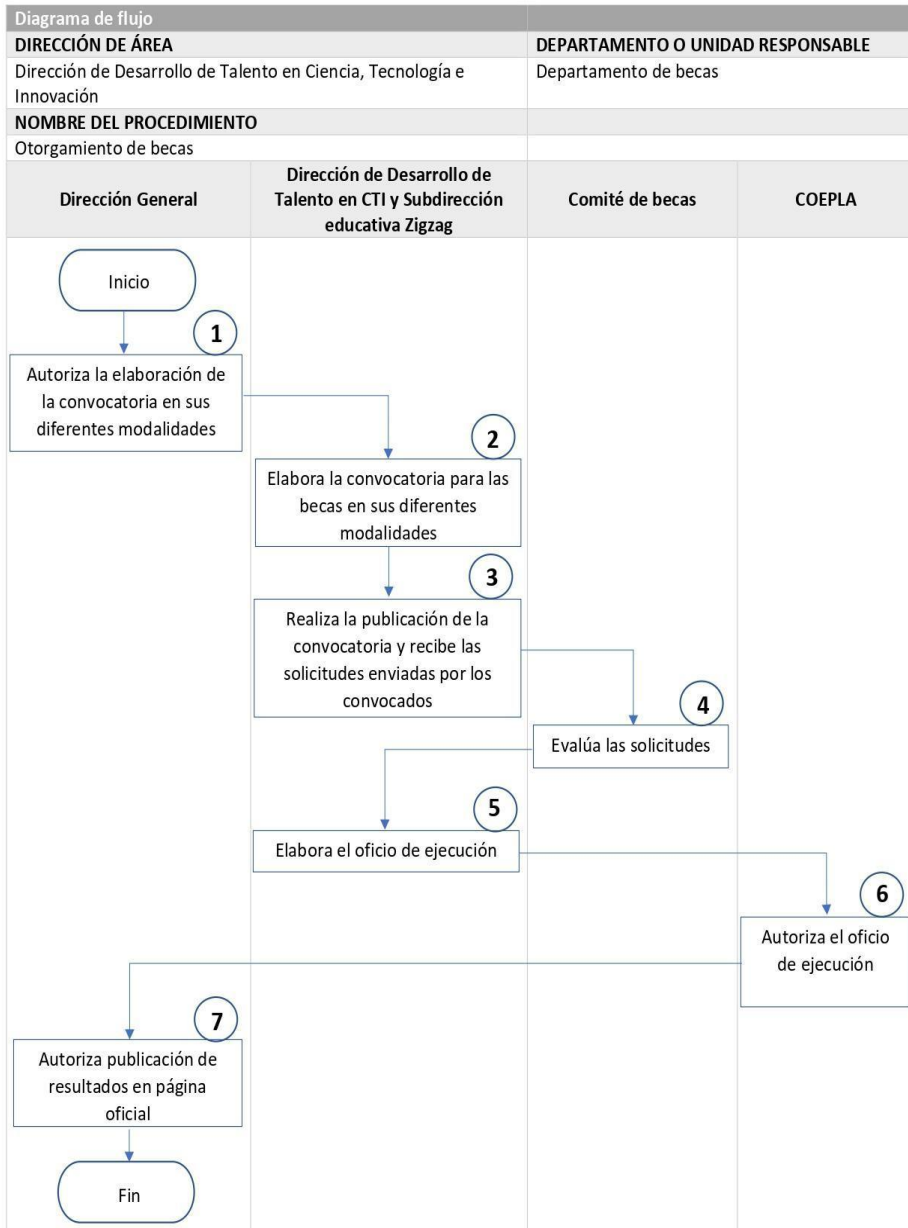 Diagrama de flujo
DIRECCIÓN DE ÁREA
DEPARTAMENTO O UNIDAD RESPONSABLE
Dirección de Desarrollo de Talento en Ciencia, Tecnología e
Innovación
Departamento de becas
NOMBRE DEL PROCEDIMIENTO
Otorgamiento de becas
Dirección General
Dirección de Desarrollo de
Talento en CTI y Subdirección
educativa Zigzag
Comité de becas
COEPLA
Inicio
1
Autoriza la elaboración de
la convocatoria en sus
diferentes modalidades
2
Elabora la convocatoria para las
becas en sus diferentes
modalidades
3
Realiza la publicación de la
convocatoria y recibe las
solicitudes enviadas por los
convocados
4
Evalúa las solicitudes
5
Elabora el oficio de ejecución
6
Autoriza el oficio
de ejecución
7
Autoriza publicación de
resultados en página
oficial
Fin